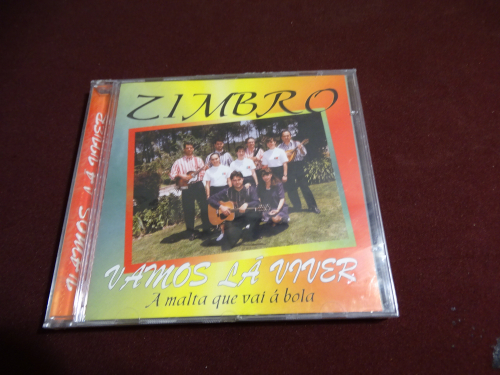 ZIMBRO
VAMOS LÁ VIVER
A malta que vai á bola
VAMOS LÁ VIVER